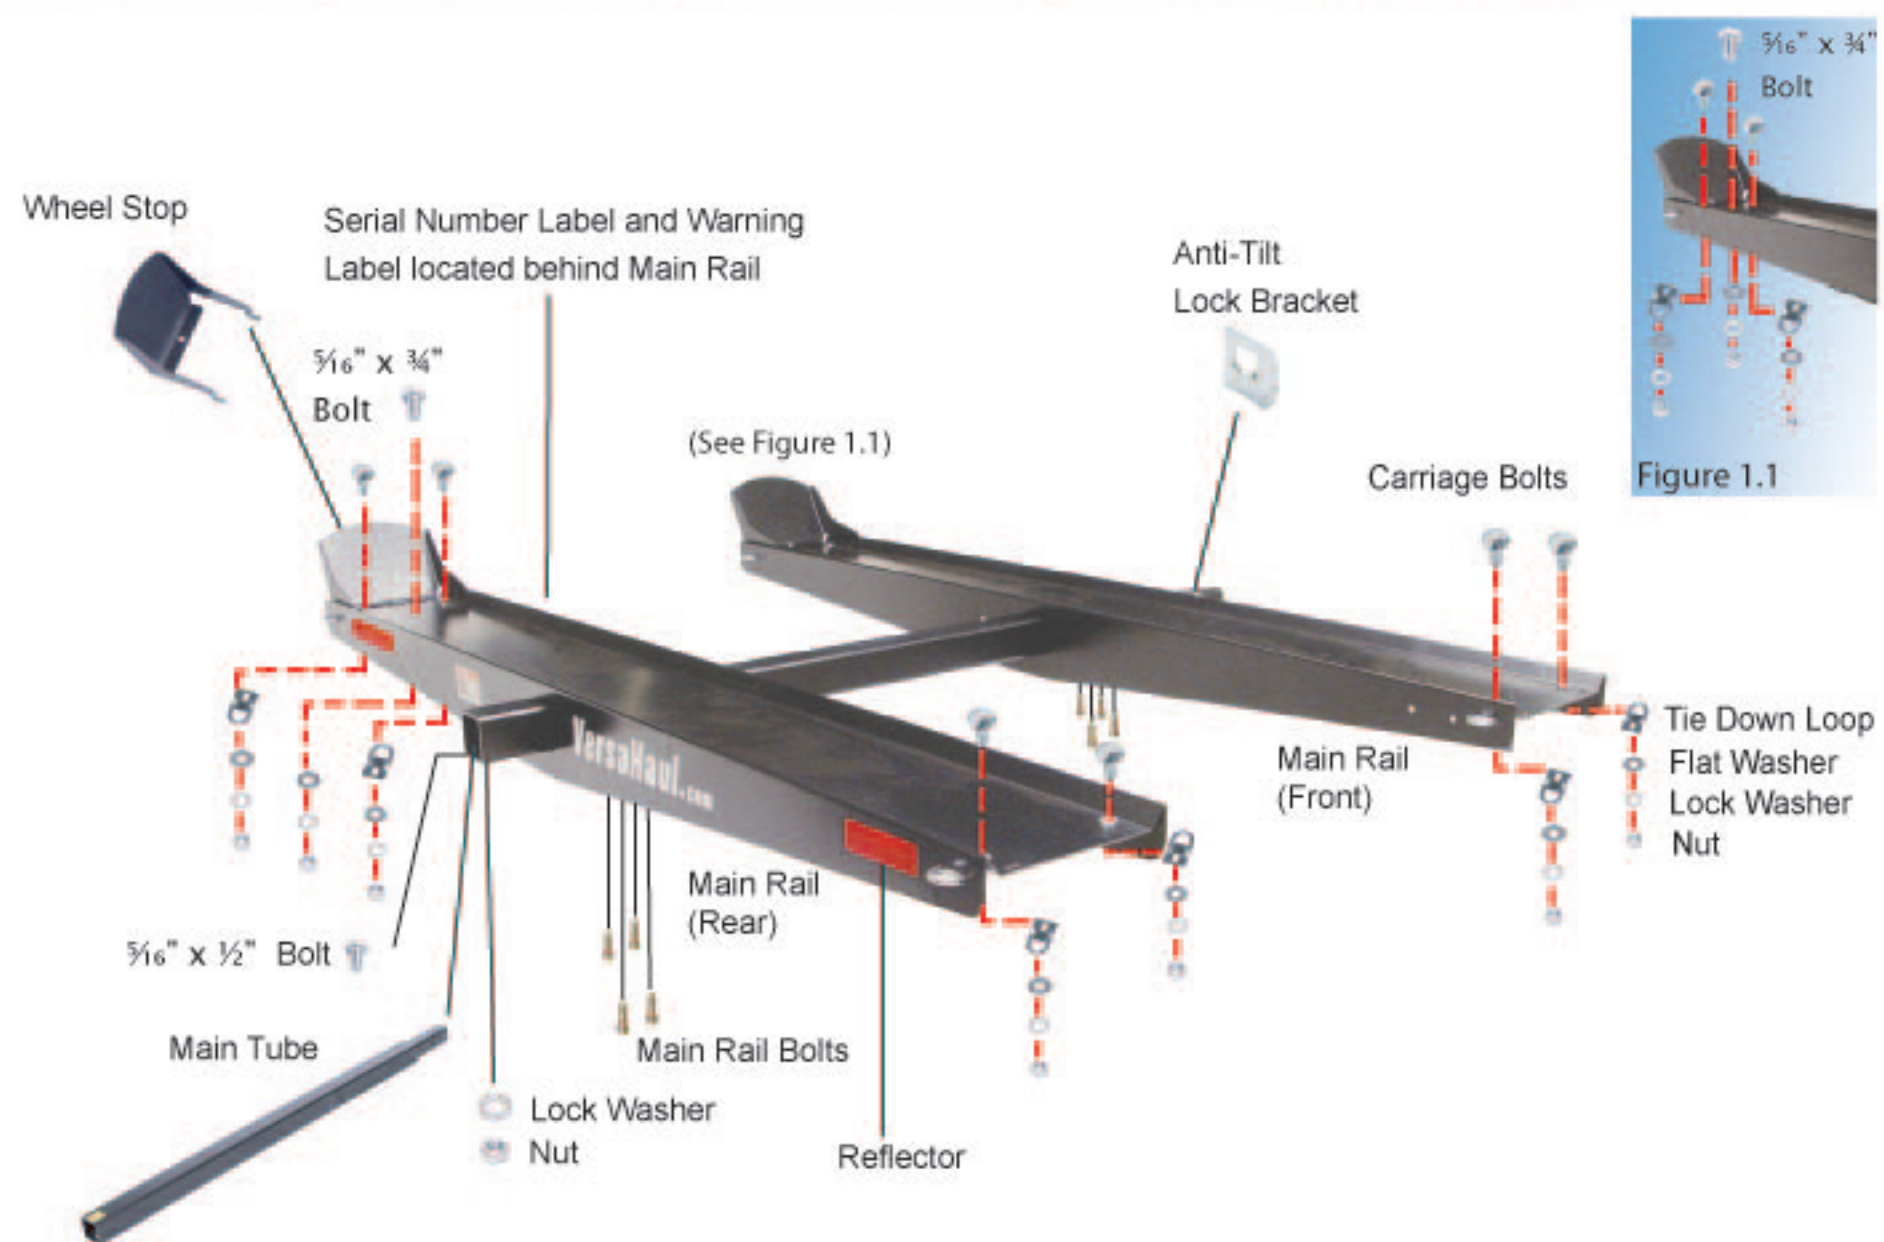 5/16" x 3/4"
Bolt
Figure 1.1
Wheel Stop
Serial Number Label and Warning
Label located behind Main Rail
5/16" x 3/4"
Bolt
Anti-Tilt
Lock Bracket
(See Figure 1.1)
Carriage Bolts
Tie Down Loop
Flat Washer
Lock Washer
Nut
Main Rail
(Front)
VersaHaul.com
Main Rail
(Rear)
5/16" x 1/2" Bolt
Main Tube
Main Rail Bolts
Lock Washer
Nut
Reflector